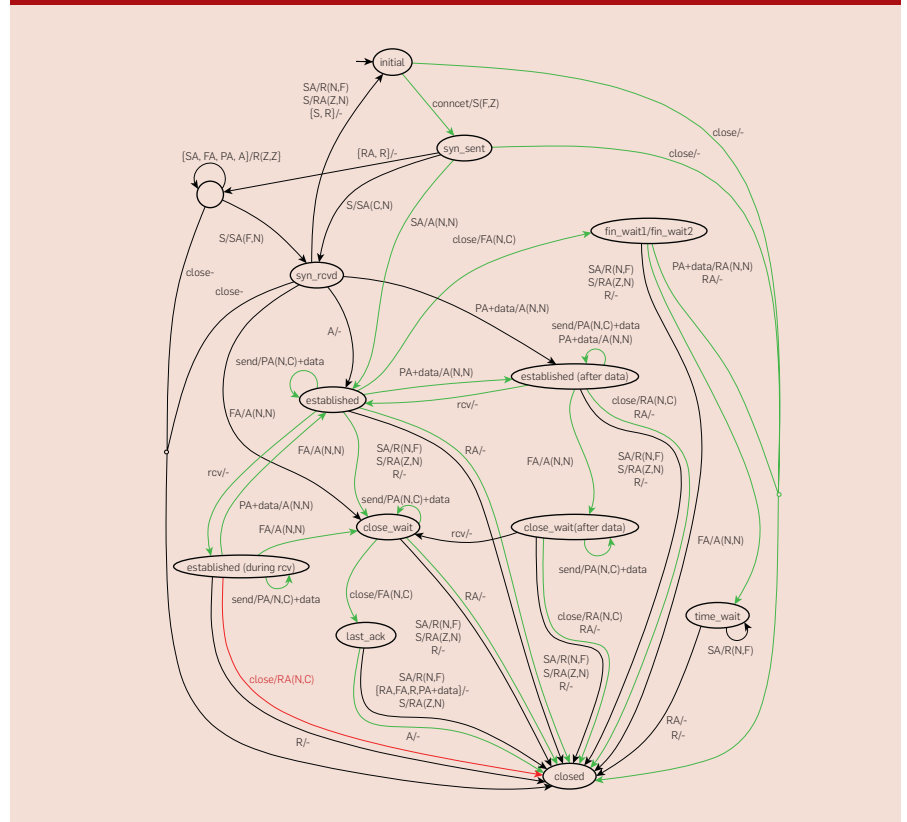 initial
SA/R(N,F)
S/RA(Z,N)
{S, R}/-
conncet/S(F,Z)
close/-
syn_sent
close/-
[SA, FA, PA, A]/R(Z,Z]
{RA, R}/-
S/SA(C,N)
SA/A(N,N)
S/SA(F,N)
close/FA(N,C)
fin_wait1/fin_wait2
syn_rcvd
close-
close-
SA/R(N,F)
S/RA(Z,N)
R/-
PA+data/RA(N,N)
RA/-
PA+data/A(N,N)
A/-
send/PA(N,C)+data
PA+data/A(N,N)
send/PA(N,C)+data
PA+data/A(N,N)
established (after data)
established
rcv/-
close/RA(N,C)
RA/-
FA/A(N,N)
FA/A(N,N)
SA/R(N,F)
S/RA(Z,N)
R/-
RA/-
FA/A(N,N)
SA/R(N,F)
S/RA(Z,N)
R/-
rcv/-
PA+data/A(N,N)
FA/A(N,N)
send/PA(N,C)+data
close_wait
rcv/-
close_wait(after data)
FA/A(N,N)
established (during rcv)
send/PA/N,C)+data
send/PA(N,C)+data
close/FA(N,C)
RA/-
close/RA(N,C)
RA/-
time_wait
last_ack
SA/R(N,F)
S/RA(Z,N)
R/-
SA/R(N,F)
SA/R(N,F)
S/RA(Z,N)
R/-
close/RA(N,C)
SA/R(N,F)
[RA,FA,R,PA+data]/-
S/RA(Z,N)
RA/-
R/-
R/-
A/-
closed